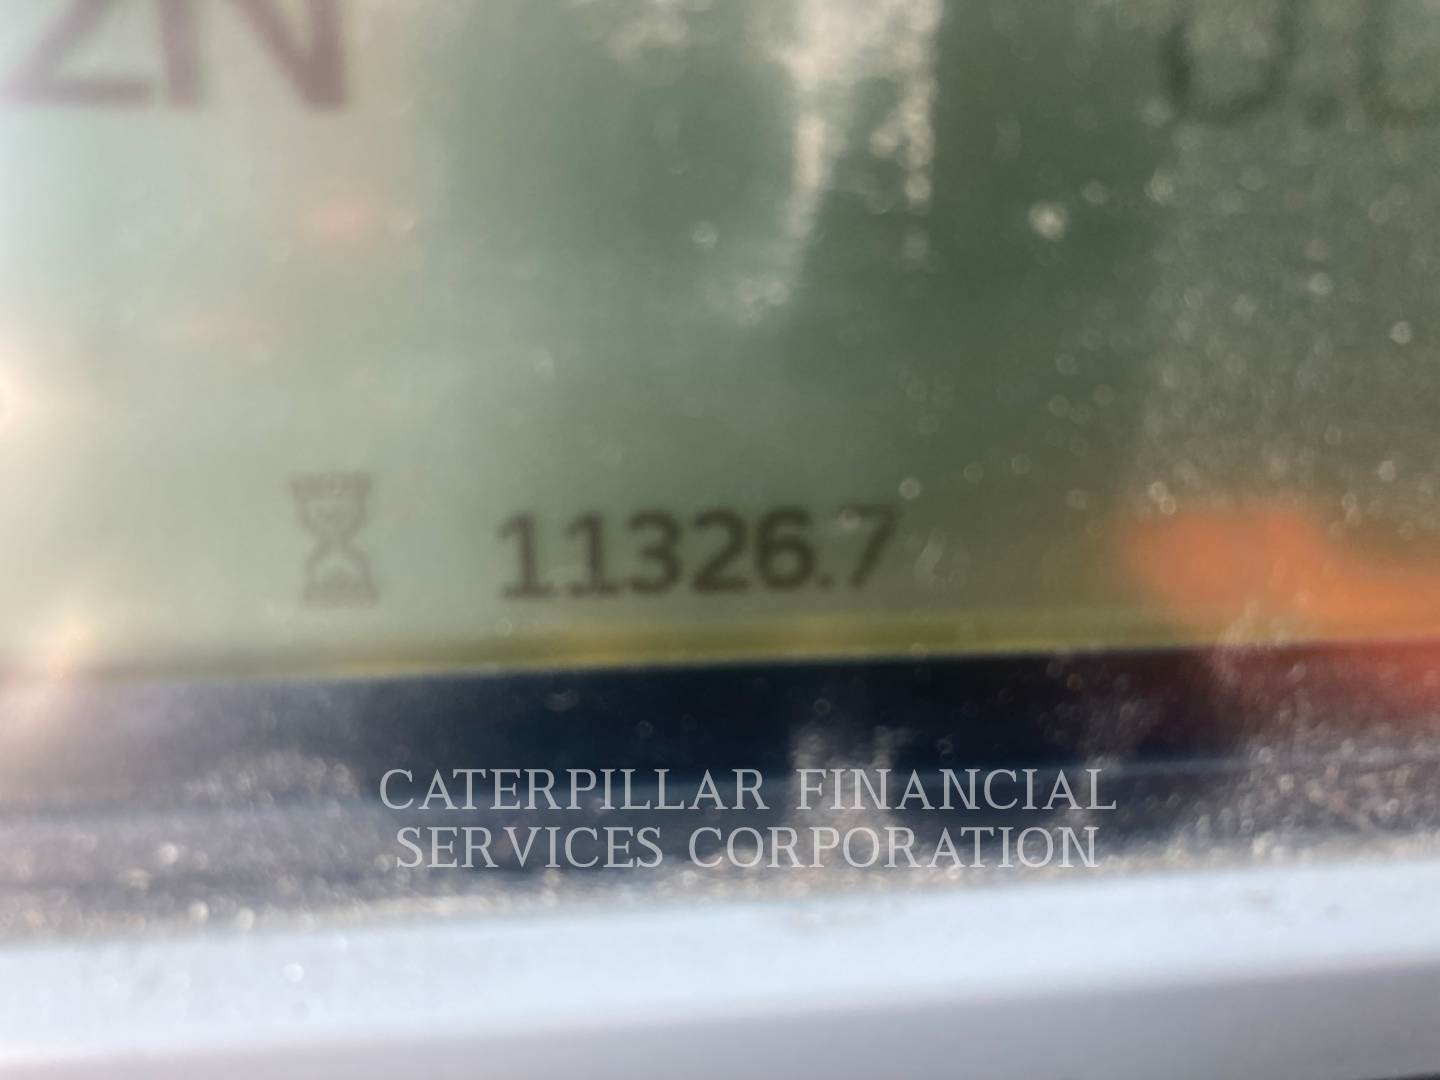 11326.7
CATERPILLAR FINANCIAL
SERVICES CORPORATION